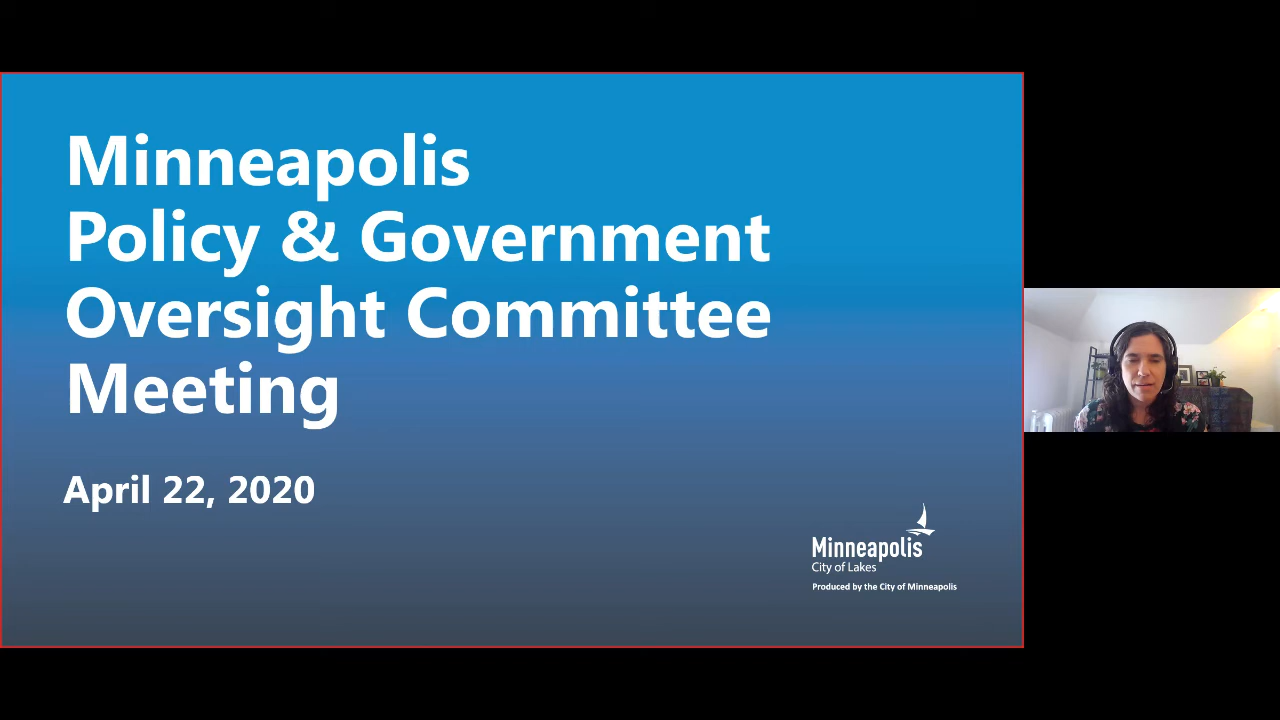 Minneapolis
Policy & Government
Oversight Committee
Meeting
April 22, 2020
Minneapolis
City of Lakes
Produced by the City of Minneapolis